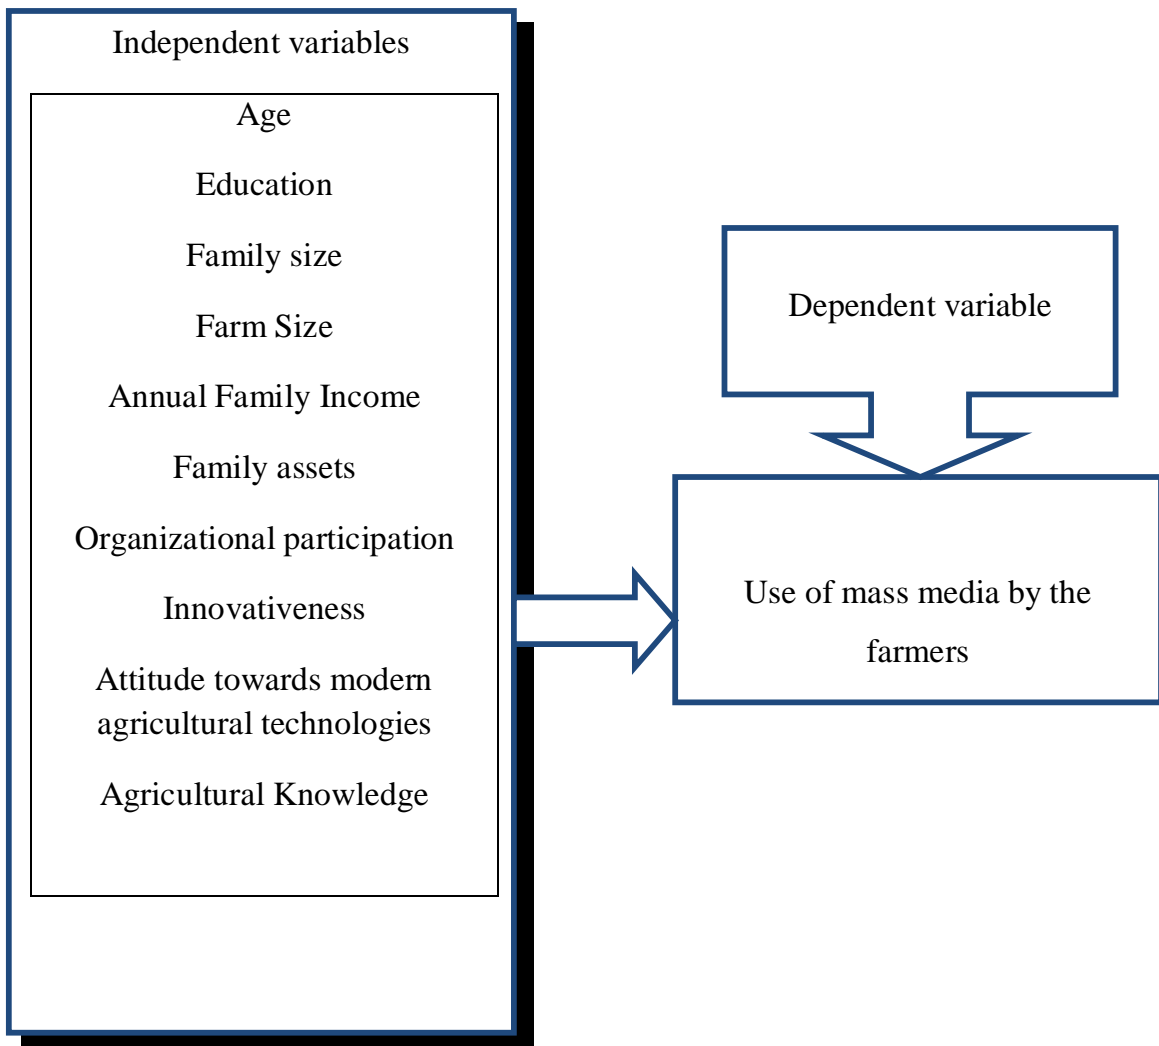 Independent variables
Age
Education
Family size
Farm Size
Annual Family Income
Family assets
Organizational participation
Innovativeness
Attitude towards modern
agricultural technologies
Agricultural Knowledge
Dependent variable
Use of mass media by the
farmers